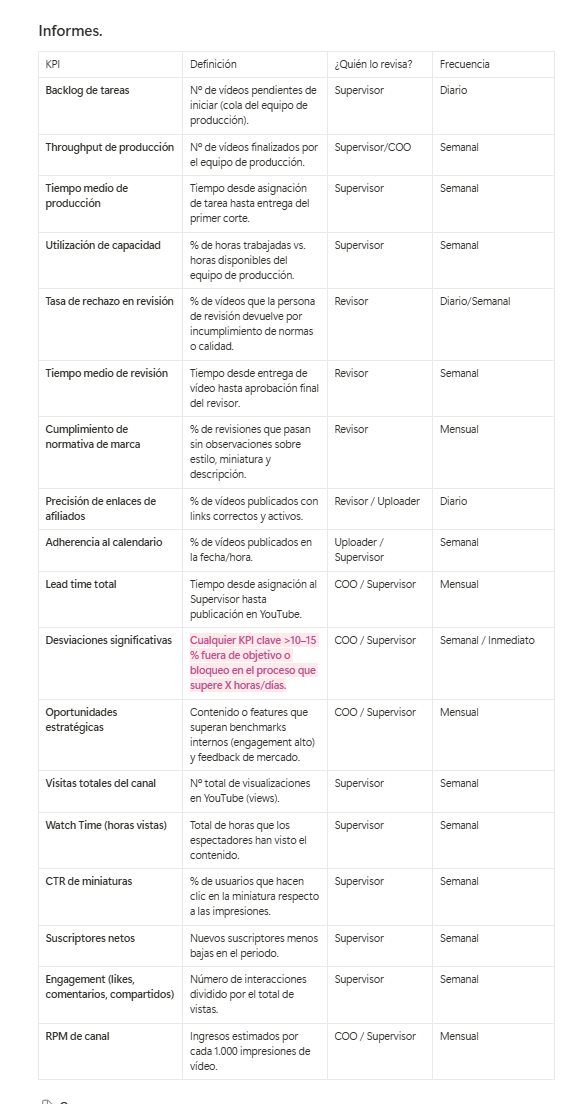 Informes.
KPI
Definición
¿Quién lo revisa?
Frecuencia
Backlog de tareas
Nº de vídeos pendientes de
iniciar (cola del equipo de
producción).
Supervisor
Diario
Throughput de producción
Nº de vídeos finalizados por
el equipo de producción.
Supervisor/COO
Semanal
Tiempo medio de
producción
Tiempo desde asignación
de tarea hasta entrega del
primer corte.
Supervisor
Semanal
Utilización de capacidad
% de horas trabajadas vs.
horas disponibles del
equipo de producción.
Supervisor
Semanal
Tasa de rechazo en revisión
% de vídeos que la persona
de revisión devuelve por
incumplimiento de normas
o calidad.
Revisor
Diario/Semanal
Tiempo medio de revisión
Tiempo desde entrega de
vídeo hasta aprobación final
del revisor.
Revisor
Semanal
Cumplimiento de
normativa de marca
% de revisiones que pasan
sin observaciones sobre
estilo, miniatura y
descripción.
Revisor
Mensual
Precisión de enlaces de
afiliados
% de vídeos publicados con
links correctos y activos.
Revisor / Uploader
Diario
Adherencia al calendario
% de vídeos publicados en
la fecha/hora.
Uploader /
Supervisor
Semanal
Lead time total
Tiempo desde asignación al
Supervisor hasta
publicación en YouTube.
COO / Supervisor
Mensual
Desviaciones significativas
Cualquier KPI clave >10–15
% fuera de objetivo o
bloqueo en el proceso que
supere X horas/días.
COO / Supervisor
Semanal / Inmediato
Oportunidades
estratégicas
Contenido o features que
superan benchmarks
internos (engagement alto)
y feedback de mercado.
COO / Supervisor
Mensual
Visitas totales del canal
Nº total de visualizaciones
en YouTube (views).
Supervisor
Semanal
Watch Time (horas vistas)
Total de horas que los
espectadores han visto el
contenido.
Supervisor
Semanal
CTR de miniaturas
% de usuarios que hacen
clic en la miniatura respecto
a las impresiones.
Supervisor
Semanal
Suscriptores netos
Nuevos suscriptores menos
bajas en el periodo.
Supervisor
Semanal
Engagement (likes,
comentarios, compartidos)
Número de interacciones
dividido por el total de
vistas.
Supervisor
Semanal
RPM de canal
Ingresos estimados por
cada 1.000 impresiones de
vídeo.
COO / Supervisor
Mensual